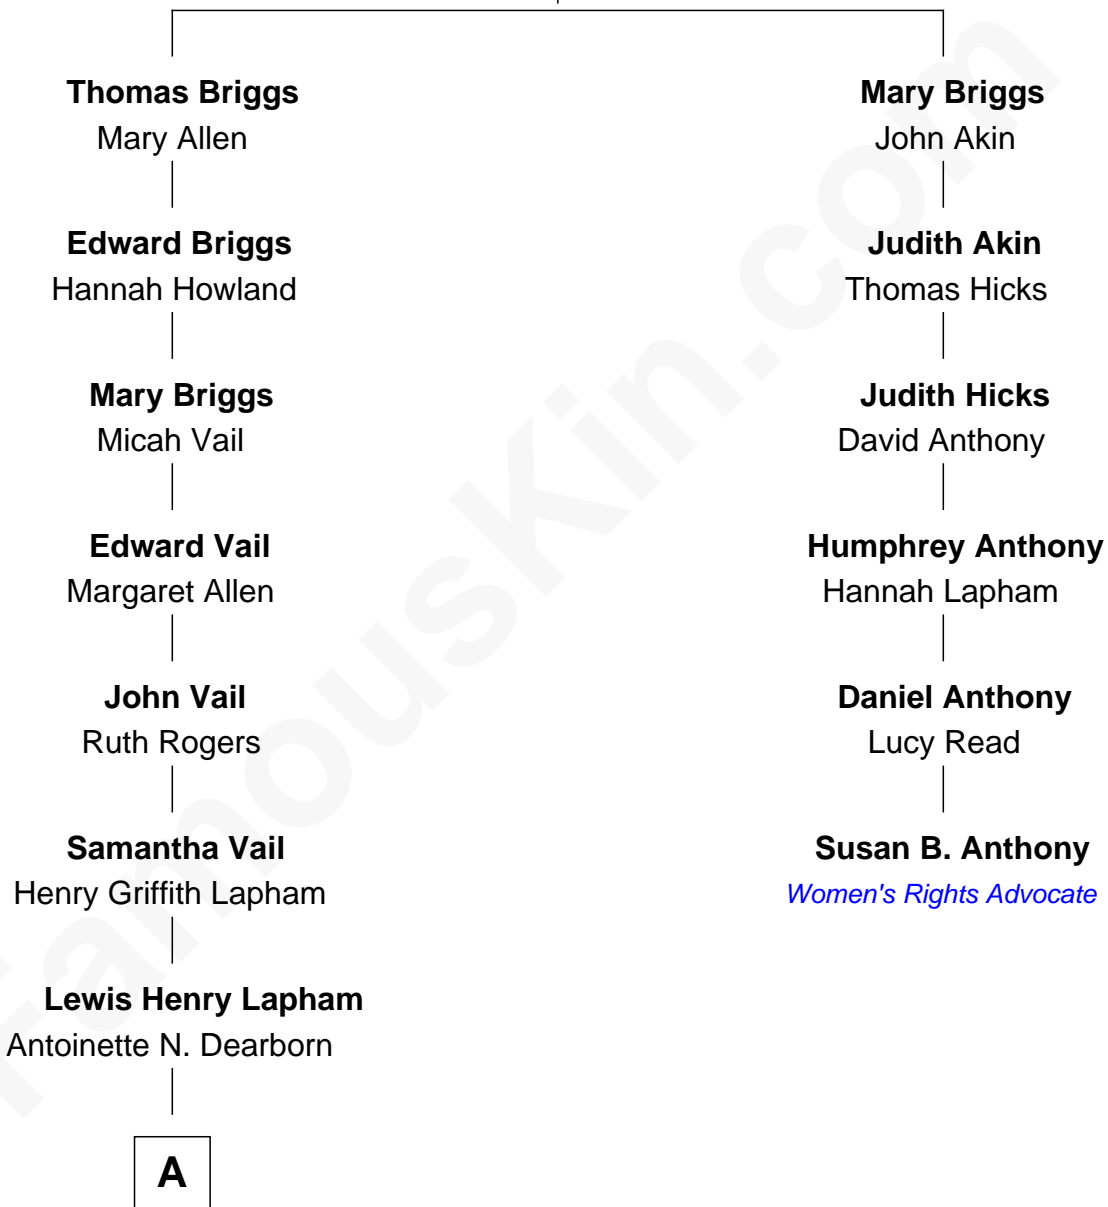 Thomas Briggs
Mary Allen
Edward Briggs
Hannah Howland
Mary Briggs
Micah Vail
Edward Vail
Margaret Allen
John Vail
Ruth Rogers
Samantha Vail
Henry Griffith Lapham
Lewis Henry Lapham
Antoinette N. Dearborn
A
Mary Briggs
John Akin
Judith Akin
Thomas Hicks
Judith Hicks
David Anthony
Humphrey Anthony
Hannah Lapham
Daniel Anthony
Lucy Read
Susan B. Anthony
Women's Rights Advocate
FamousKin.com